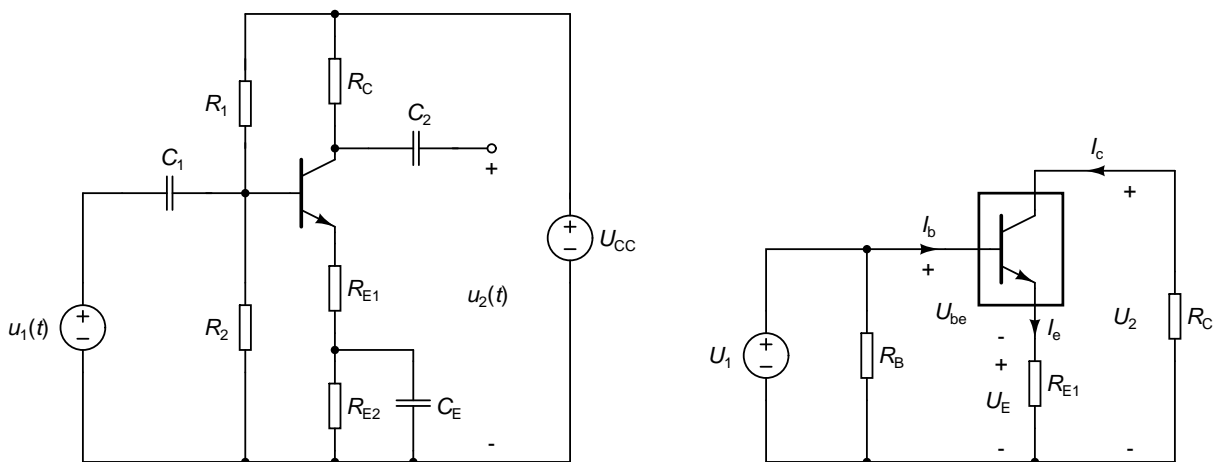 R1
RC
C2
+
C1
+
−
UCC
RE1
u2(t)
+
−
u1(t)
R2
RE2
CE
-
Ic
+
Ib
+
Ube
Ie
U2
RC
+
−
U1
RB
-
+
UE
RE1
-
-